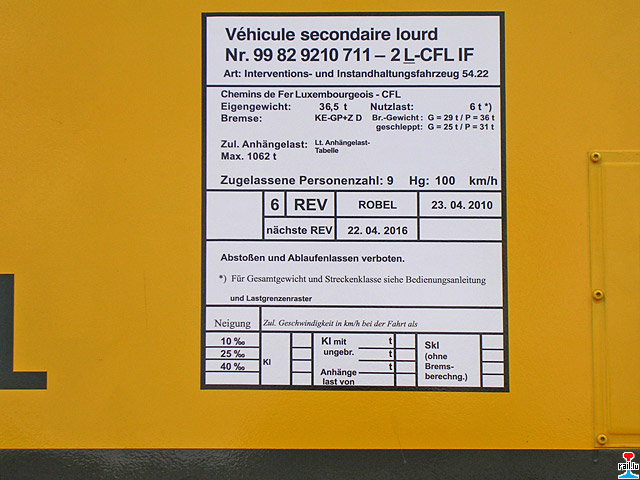 Véhicule secondaire lourd
Nr. 99 82 9210 711 – 2 L-CFL IF
Art: Interventions- und Instandhaltungsfahrzeug 54.22
Chemins de Fer Luxembourgeois - CFL
Eigengewicht: 36,5 t Nutzlast: 6 t *)
Bremse: KE-GP+Z D Br.-Gewicht : G = 29 t / P = 36 t
geschleppt: G = 25 t / P = 31 t
Zul. Anhängelast: Lt. Anhängelast-
Tabelle
Max. 1062 t
Zugelassene Personenzahl: 9 Hg: 100 km/h
6 REV ROBEL 23. 04. 2010
nächste REV 22. 04. 2016
Abstoßen und Ablaufenlassen verboten.
*) Für Gesamtgewicht und Streckenklasse siehe Bedienungsanleitung
und Lastgrenzenraster
Neigung Zul. Geschwindigkeit in km/h bei der Fahrt als
10 ‰
25 ‰
40 ‰
Kl
Kl mit
ungebr.
Anhänge
last von
t
t
t
Skl
(ohne
Brems-
berechng.)
L
rail.lu